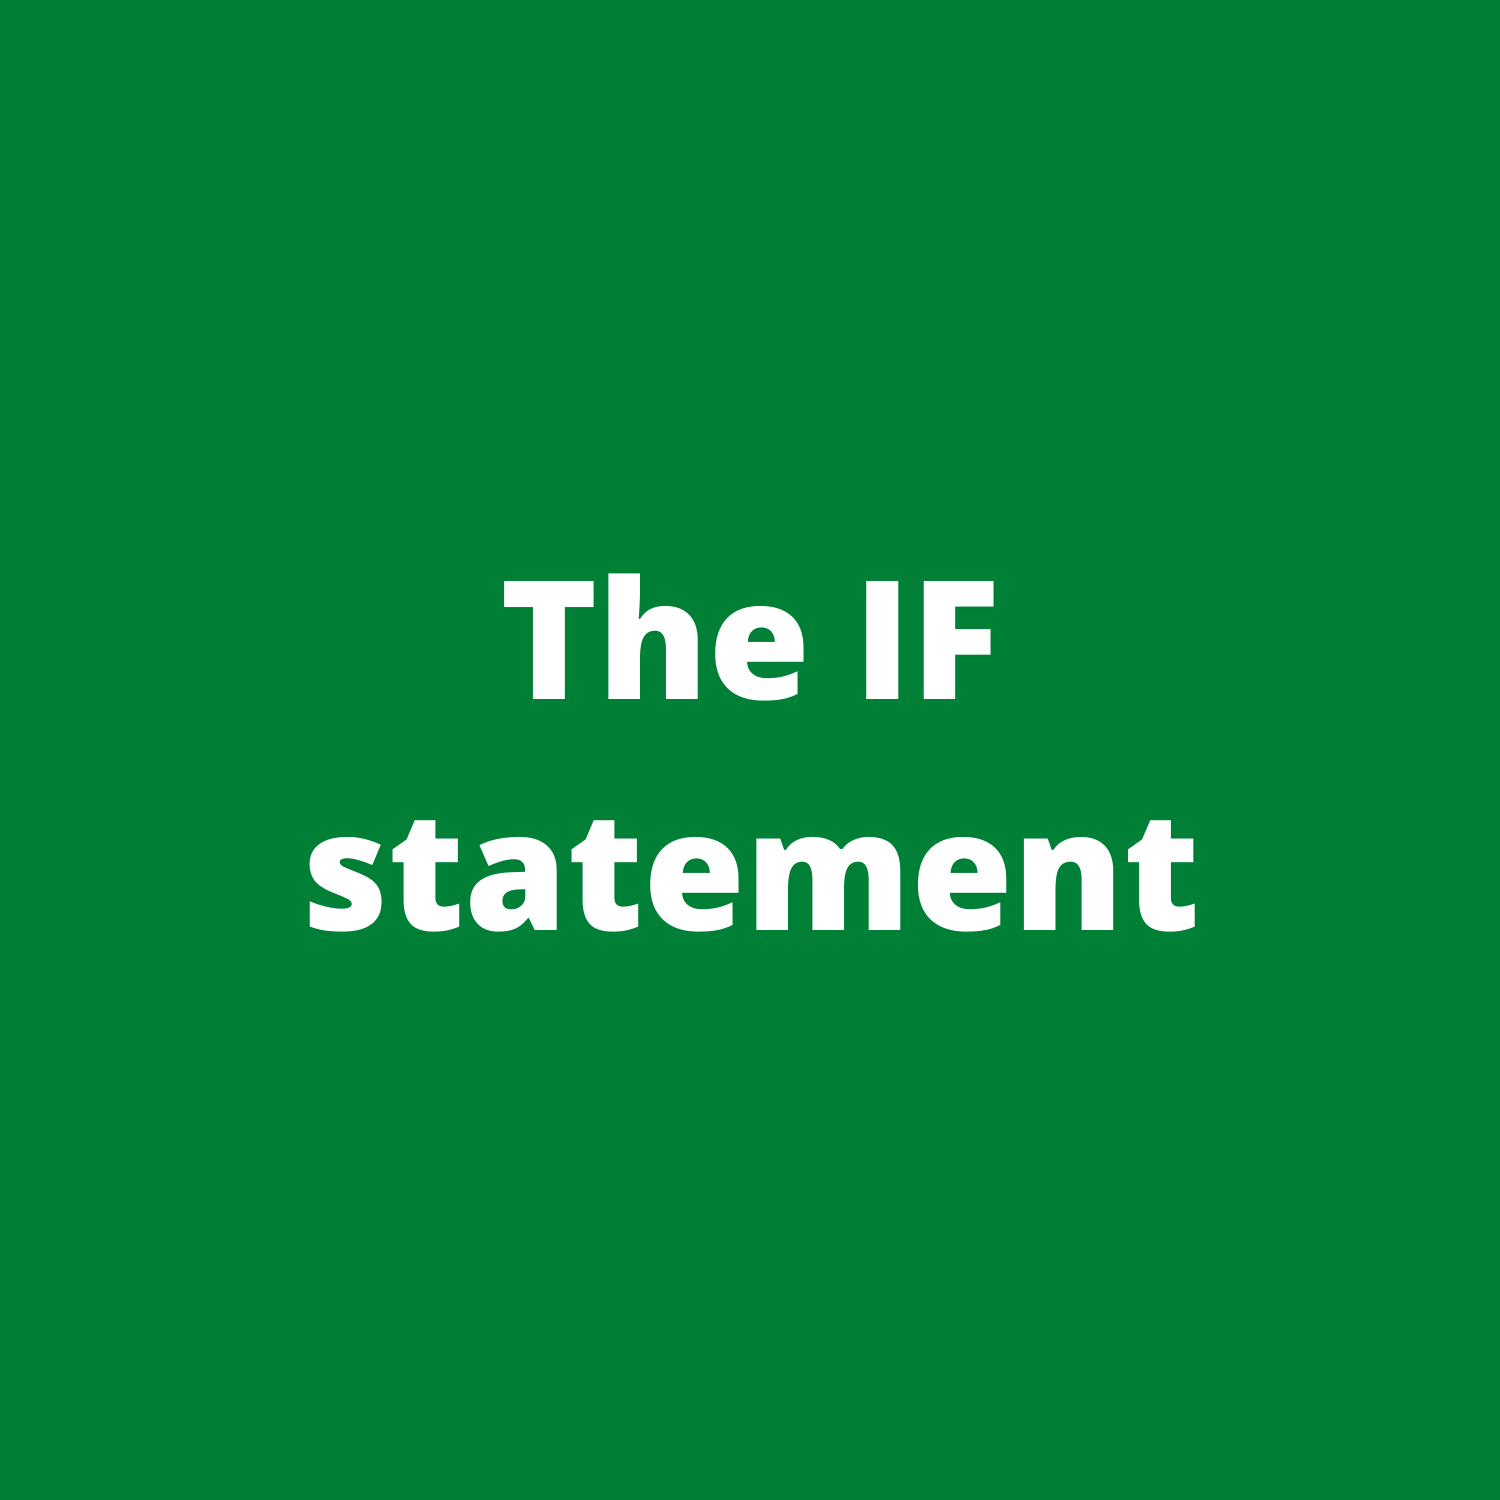 The IF
statement